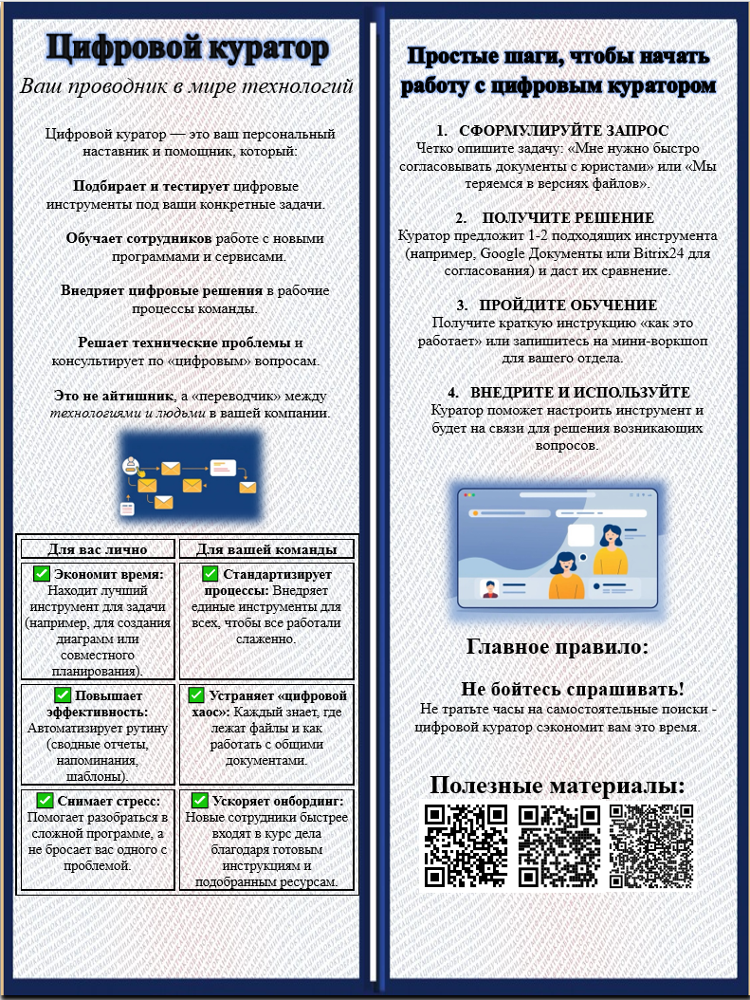 Цифровой куратор
Ваш проводник в мире технологий
Цифровой куратор — это ваш персональный
наставник и помощник, который:
Подбирает и тестирует цифровые
инструменты под ваши конкретные задачи.
Обучает сотрудников работе с новыми
программами и сервисами.
Внедряет цифровые решения в рабочие
процессы команды.
Решает технические проблемы и
консультирует по «цифровым» вопросам.
Это не айтишник, а «переводчик» между
технологиями и людьми в вашей компании.
Для вас лично
Для вашей команды
✅ Экономит время:
Находит лучший
инструмент для задачи
(например, для создания
диаграмм или
совместного
планирования).
✅ Стандартизирует
процессы: Внедряет
единые инструменты для
всех, чтобы все работали
слаженно.
✅ Повышает
эффективность:
Автоматизирует рутину
(сводные отчеты,
напоминания,
шаблоны).
✅ Устраняет «цифровой
хаос»: Каждый знает, где
лежат файлы и как
работать с общими
документами.
✅ Снимает стресс:
Помогает разобраться в
сложной программе, а
не бросает вас одного с
проблемой.
✅ Ускоряет онбординг:
Новые сотрудники быстрее
входят в курс дела
благодаря готовым
инструкциям и
подобранным ресурсам.
Простые шаги, чтобы начать
работу с цифровым куратором
1. СФОРМУЛИРУЙТЕ ЗАПРОС
Четко опишите задачу: «Мне нужно быстро
согласовывать документы с юристами» или «Мы
теряемся в версиях файлов».
2. ПОЛУЧИТЕ РЕШЕНИЕ
Куратор предложит 1-2 подходящих инструмента
(например, Google Документы или Bitrix24 для
согласования) и даст их сравнение.
3. ПРОЙДИТЕ ОБУЧЕНИЕ
Получите краткую инструкцию «как это
работает» или запишитесь на мини-воркшоп
для вашего отдела.
4. ВНЕДРИТЕ И ИСПОЛЬЗУЙТЕ
Куратор поможет настроить инструмент и
будет на связи для решения возникающих
вопросов.
Главное правило:
Не бойтесь спрашивать!
Не тратьте часы на самостоятельные поиски -
цифровой куратор сэкономит вам это время.
Полезные материалы: